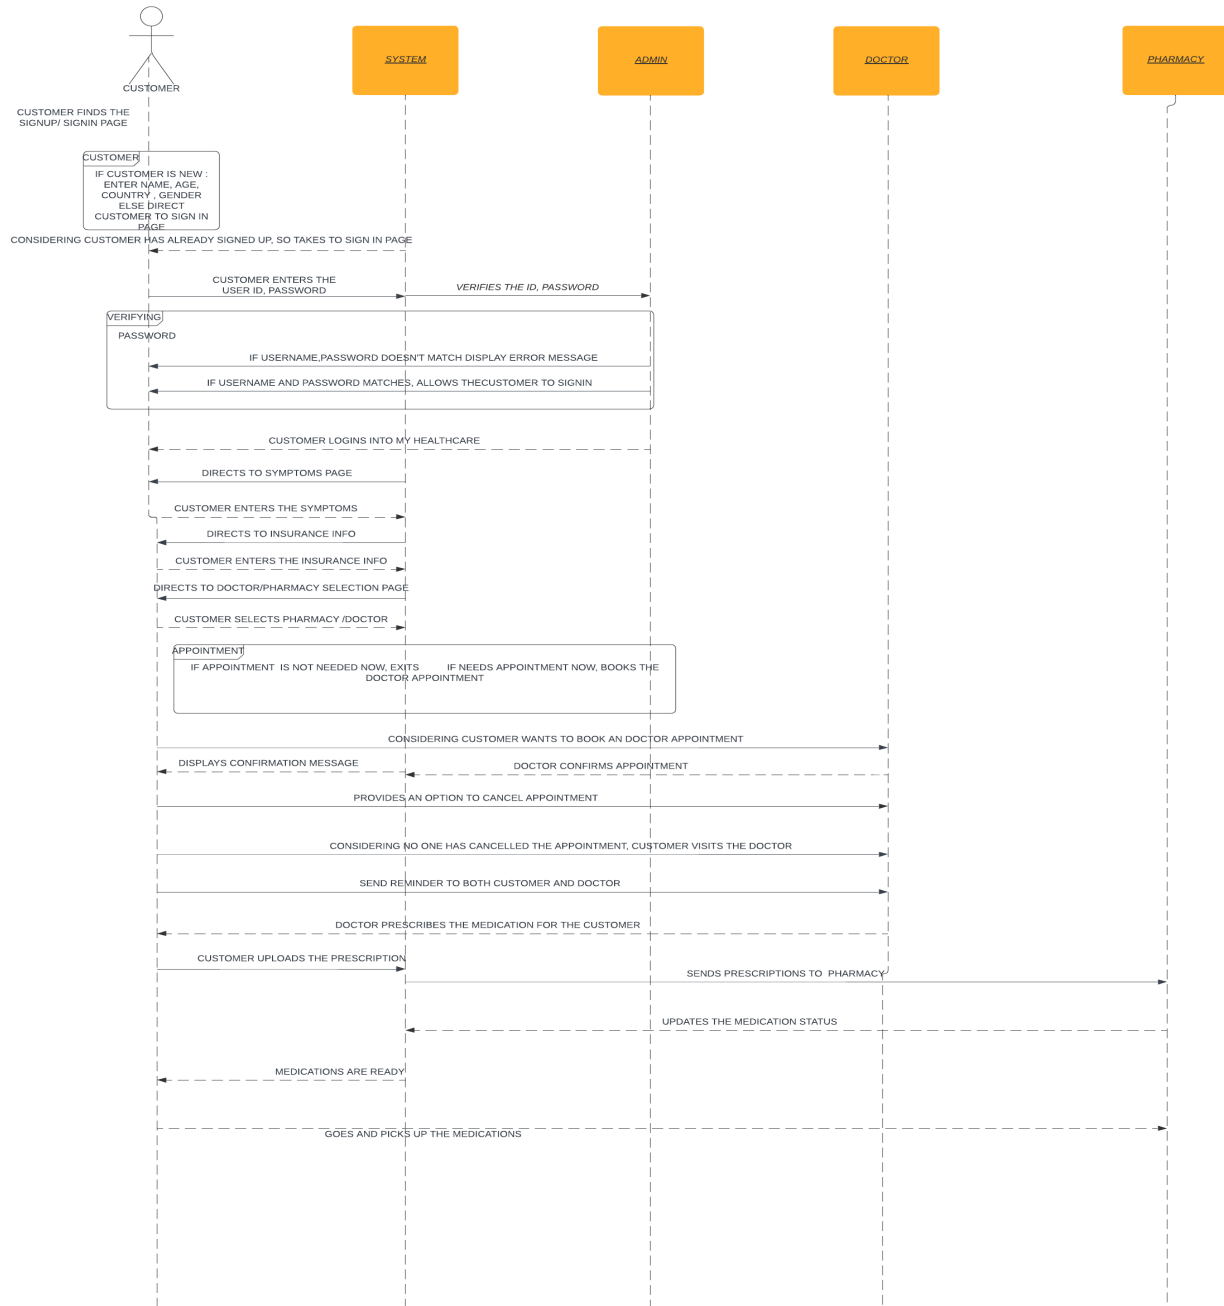 SYSTEM
ADMIN
DOCTOR
PHARMACY
CUSTOMER
CUSTOMER FINDS THE
SIGNUP/ SIGNIN PAGE
CUSTOMER
IF CUSTOMER IS NEW :
ENTER NAME, AGE,
COUNTRY , GENDER
ELSE DIRECT
CUSTOMER TO SIGN IN
PAGE
CONSIDERING CUSTOMER HAS ALREADY SIGNED UP, SO TAKES TO SIGN IN PAGE
CUSTOMER ENTERS THE
USER ID, PASSWORD
VERIFIES THE ID, PASSWORD
VERIFYING
PASSWORD
IF USERNAME,PASSWORD DOESN'T MATCH DISPLAY ERROR MESSAGE
IF USERNAME AND PASSWORD MATCHES, ALLOWS THECUSTOMER TO SIGNIN
CUSTOMER LOGINS INTO MY HEALTHCARE
DIRECTS TO SYMPTOMS PAGE
CUSTOMER ENTERS THE SYMPTOMS
DIRECTS TO INSURANCE INFO
CUSTOMER ENTERS THE INSURANCE INFO
DIRECTS TO DOCTOR/PHARMACY SELECTION PAGE
CUSTOMER SELECTS PHARMACY /DOCTOR
APPOINTMENT
IF APPOINTMENT IS NOT NEEDED NOW, EXITS IF NEEDS APPOINTMENT NOW, BOOKS THE
DOCTOR APPOINTMENT
CONSIDERING CUSTOMER WANTS TO BOOK AN DOCTOR APPOINTMENT
DISPLAYS CONFIRMATION MESSAGE
DOCTOR CONFIRMS APPOINTMENT
PROVIDES AN OPTION TO CANCEL APPOINTMENT
CONSIDERING NO ONE HAS CANCELLED THE APPOINTMENT, CUSTOMER VISITS THE DOCTOR
SEND REMINDER TO BOTH CUSTOMER AND DOCTOR
DOCTOR PRESCRIBES THE MEDICATION FOR THE CUSTOMER
CUSTOMER UPLOADS THE PRESCRIPTION
SENDS PRESCRIPTIONS TO PHARMACY
UPDATES THE MEDICATION STATUS
MEDICATIONS ARE READY
GOES AND PICKS UP THE MEDICATIONS